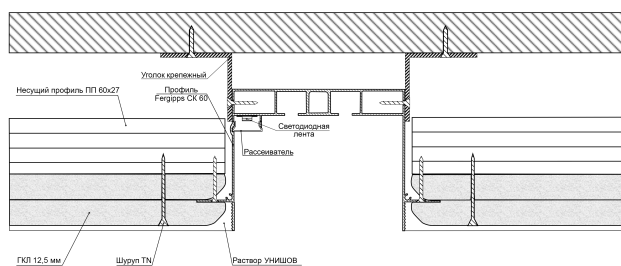 Уголок крепежный
Несущий профиль ПП 60х27
Профиль
Fergipps СК 60
Светодиодная
лента
Рассеиватель
ГКЛ 12,5 мм
Шуруп TN
Раствор УНИШОВ